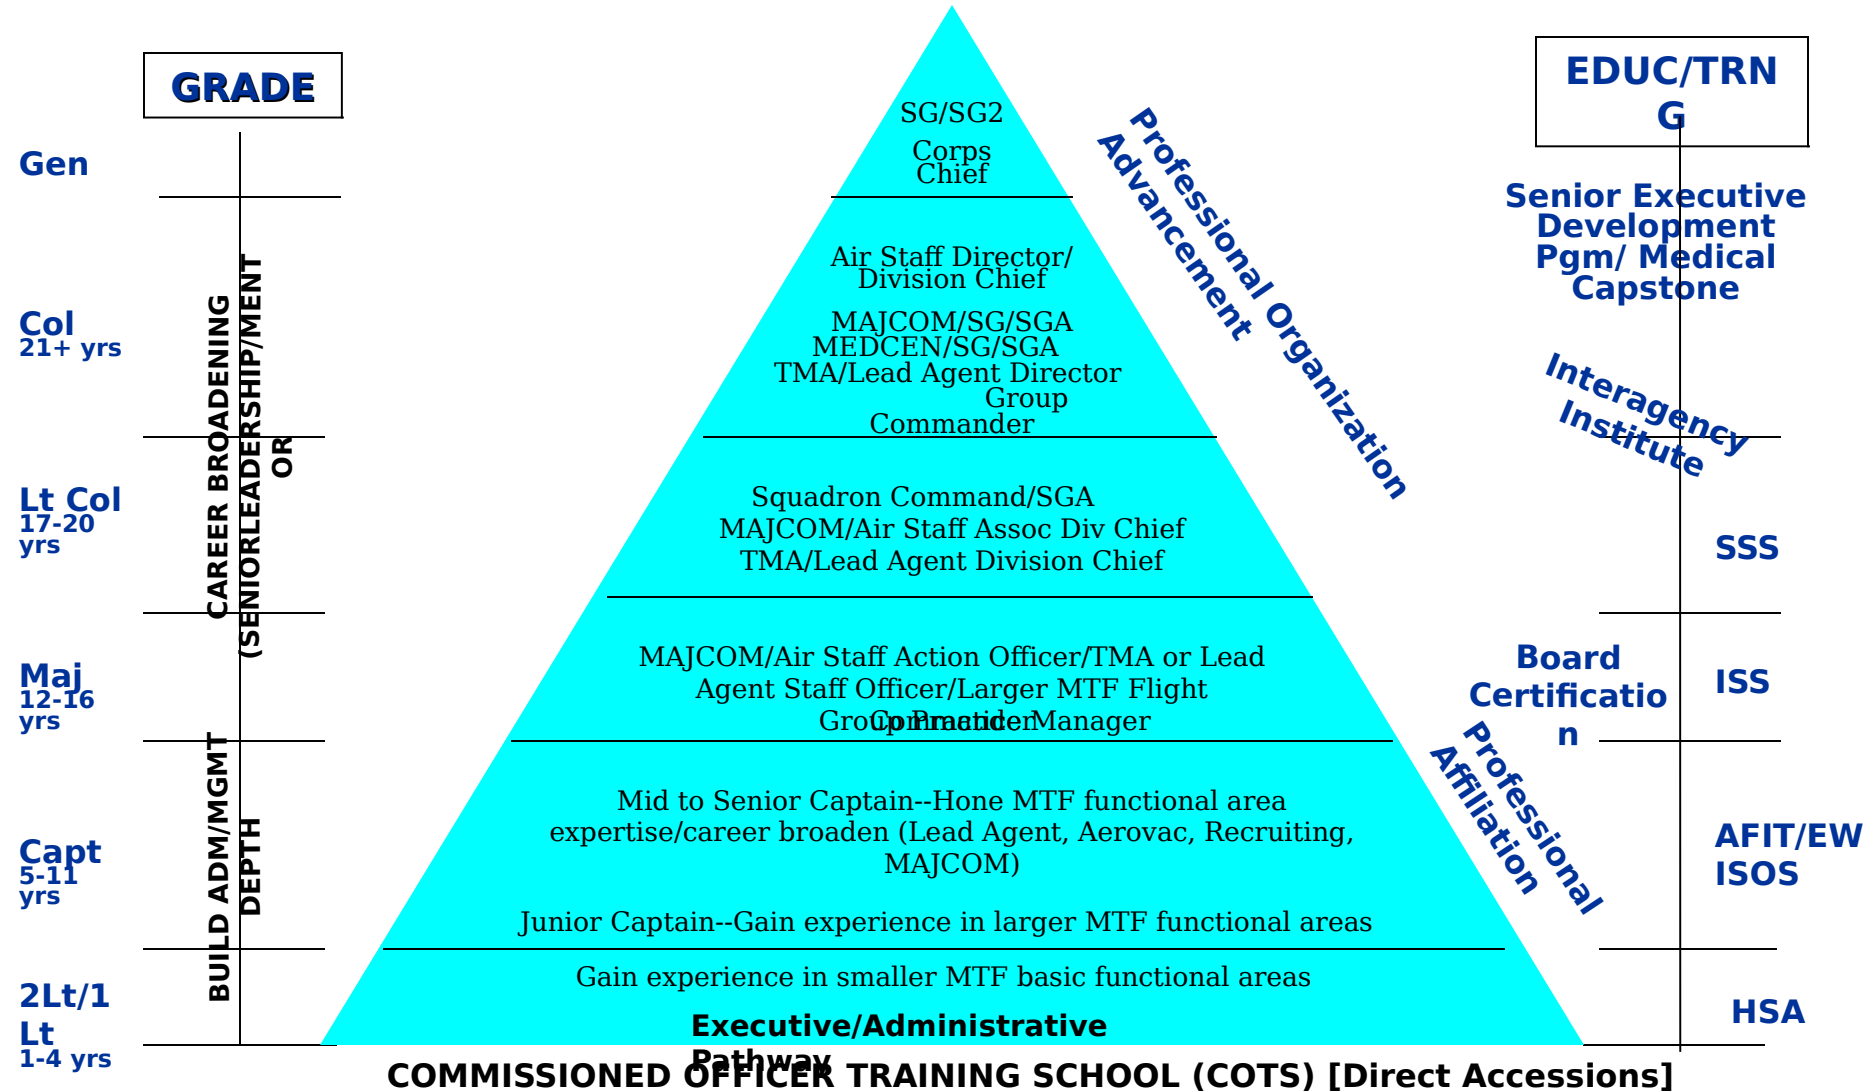 GRADE
Gen
Col
21+ yrs
Lt Col
17-20
yrs
Maj
12-16
yrs
Capt
5-11
yrs
2Lt/1
Lt
1-4 yrs
CAREER BROADENING
(SENIORLEADERSHIP/MENT
OR
BUILD ADM/MGMT
DEPTH
SG/SG2
Corps
Chief
Air Staff Director/
Division Chief
MAJCOM/SG/SGA
MEDCEN/SG/SGA
TMA/Lead Agent Director
Group
Commander
Squadron Command/SGA
MAJCOM/Air Staff Assoc Div Chief
TMA/Lead Agent Division Chief
MAJCOM/Air Staff Action Officer/TMA or Lead
Agent Staff Officer/Larger MTF Flight
Commander
Group Practice Manager
Mid to Senior Captain--Hone MTF functional area
expertise/career broaden (Lead Agent, Aerovac, Recruiting,
MAJCOM)
Junior Captain--Gain experience in larger MTF functional areas
Gain experience in smaller MTF basic functional areas
Executive/Administrative
Pathway
COMMISSIONED OFFICER TRAINING SCHOOL (COTS) [Direct Accessions]
Professional Organization
Advancement
Professional
Affiliation
EDUC/TRN
G
Senior Executive
Development
Pgm/ Medical
Capstone
Interagency
Institute
SSS
Board
Certificatio
n
ISS
AFIT/EW
ISOS
HSA